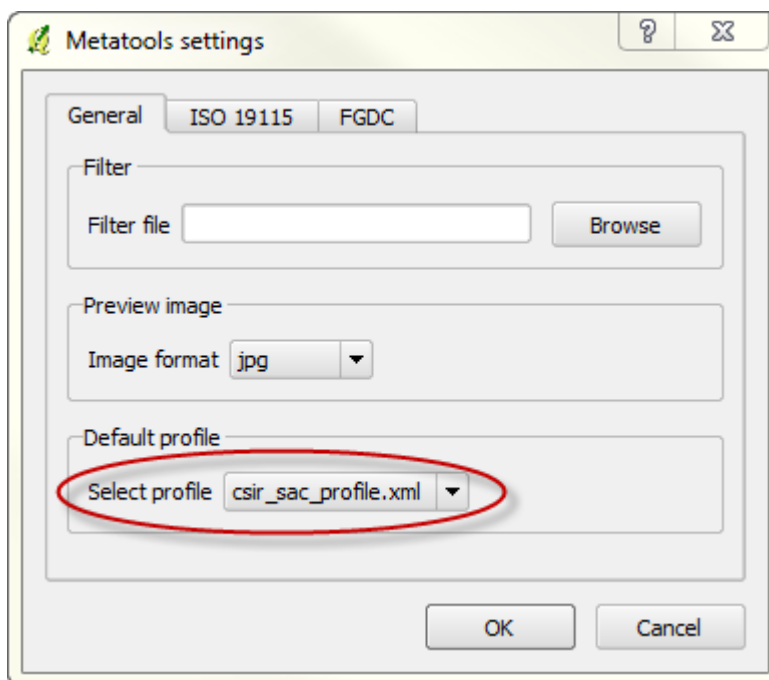 Metatools settings
General ISO 19115 FGDC
Filter
Filter file Browse
Preview image
Image format jpg
Default profile
Select profile csir_sac_profile.xml
OK Cancel